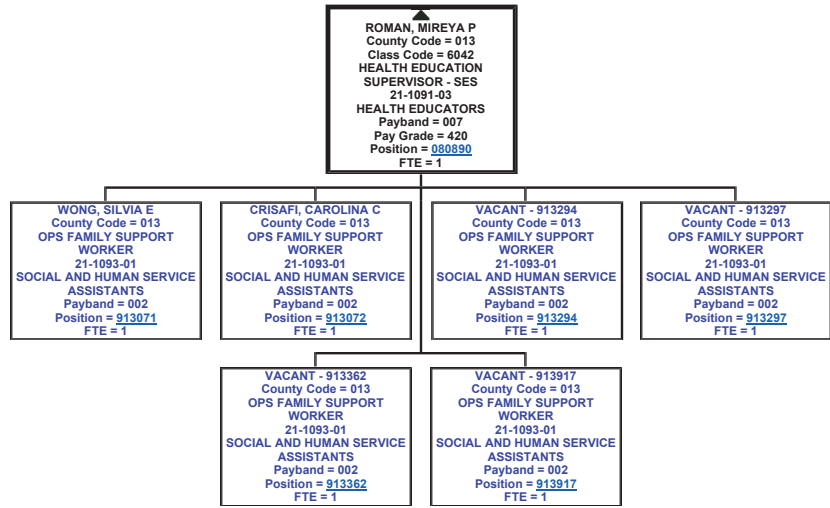 ROMAN, MIREYA P
County Code = 013
Class Code = 6042
HEALTH EDUCATION
SUPERVISOR - SES
21-1091-03
HEALTH EDUCATORS
Payband = 007
Pay Grade = 420
Position = 080890
FTE = 1
WONG, SILVIA E
County Code = 013
OPS FAMILY SUPPORT
WORKER
21-1093-01
SOCIAL AND HUMAN SERVICE
ASSISTANTS
Payband = 002
Position = 913071
FTE = 1
CRISAFI, CAROLINA C
County Code = 013
OPS FAMILY SUPPORT
WORKER
21-1093-01
SOCIAL AND HUMAN SERVICE
ASSISTANTS
Payband = 002
Position = 913072
FTE = 1
VACANT - 913294
County Code = 013
OPS FAMILY SUPPORT
WORKER
21-1093-01
SOCIAL AND HUMAN SERVICE
ASSISTANTS
Payband = 002
Position = 913294
FTE = 1
VACANT - 913297
County Code = 013
OPS FAMILY SUPPORT
WORKER
21-1093-01
SOCIAL AND HUMAN SERVICE
ASSISTANTS
Payband = 002
Position = 913297
FTE = 1
VACANT - 913362
County Code = 013
OPS FAMILY SUPPORT
WORKER
21-1093-01
SOCIAL AND HUMAN SERVICE
ASSISTANTS
Payband = 002
Position = 913362
FTE = 1
VACANT - 913917
County Code = 013
OPS FAMILY SUPPORT
WORKER
21-1093-01
SOCIAL AND HUMAN SERVICE
ASSISTANTS
Payband = 002
Position = 913917
FTE = 1